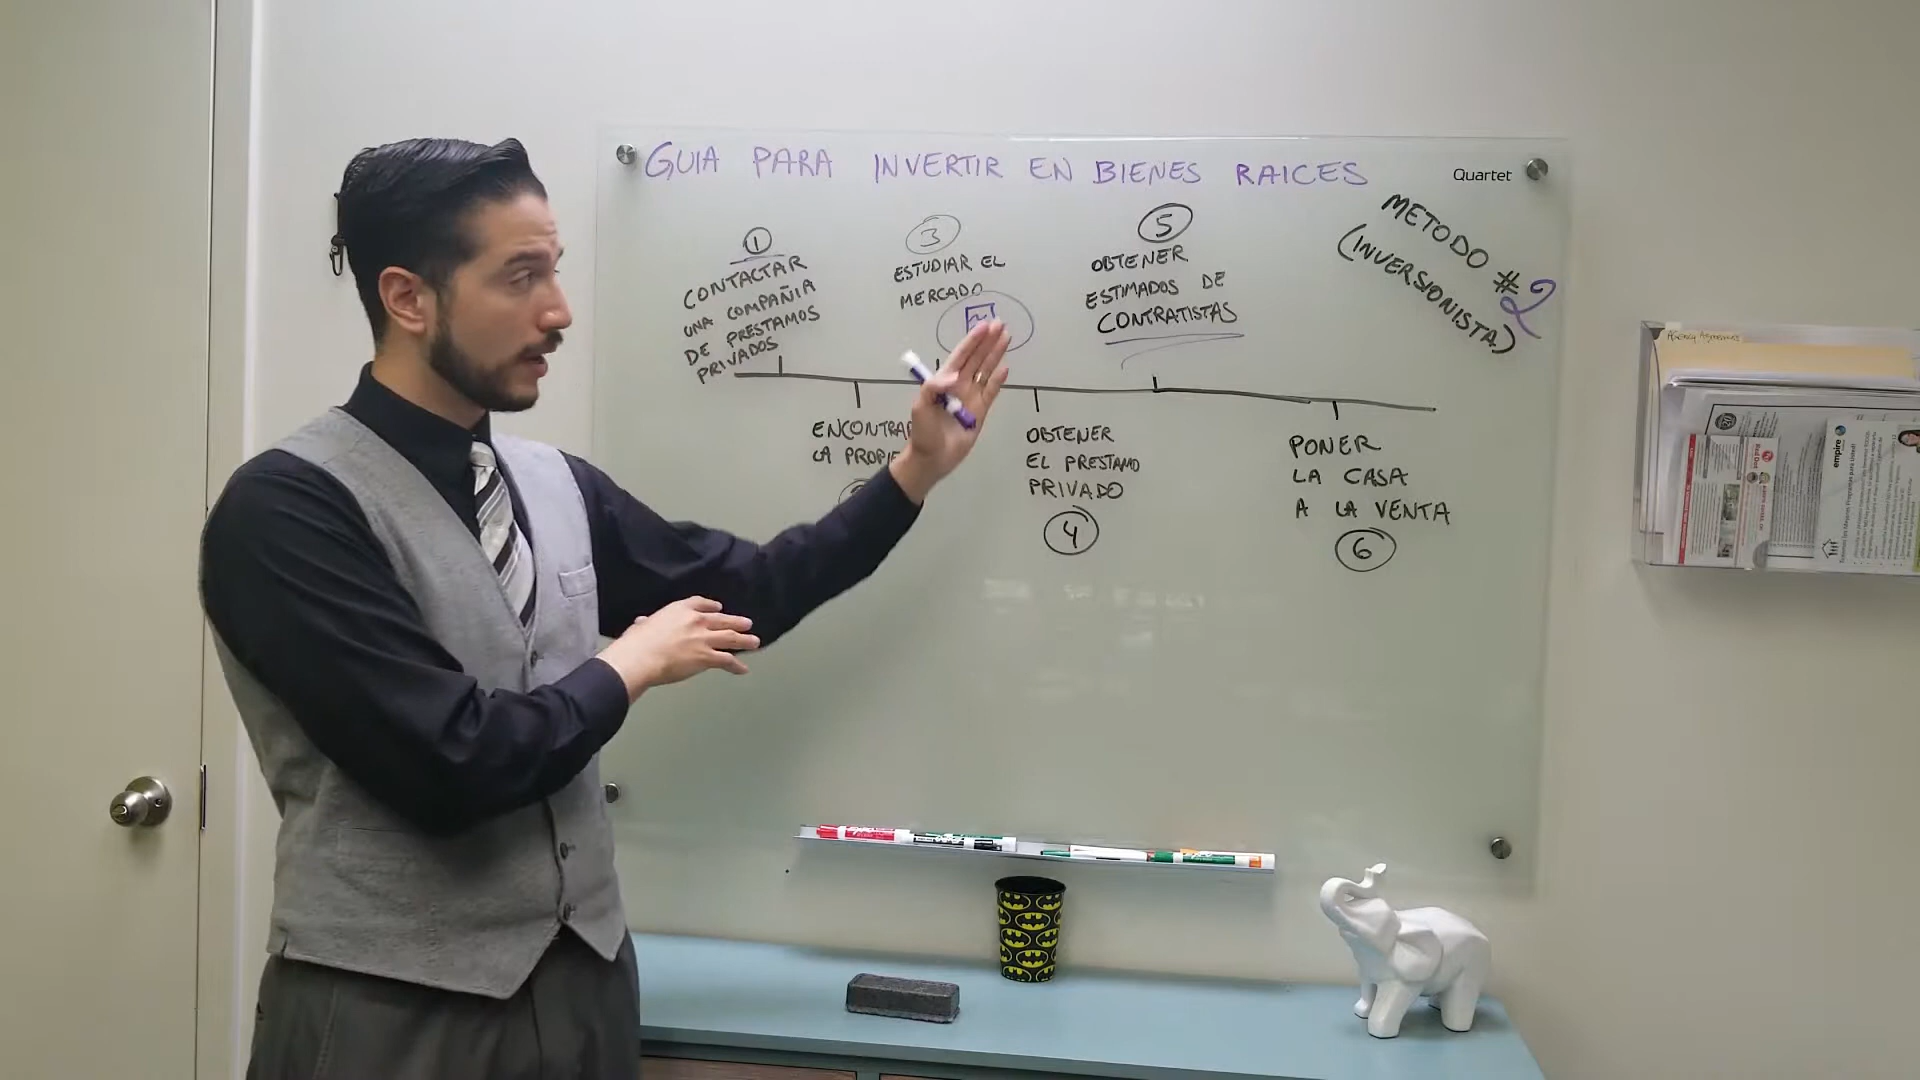 GUIA PARA INVERTIR EN BIENES RAICES
Quartet
METODO #2
(INVERSIONISTA)
1
CONTACTAR
UNA COMPAÑIA
DE PRESTAMOS
PRIVADOS
ENCONTRAR
LA
3
ESTUDIAR EL
MERCADO
OBTENER
EL PRESTAMO
PRIVADO
4
5
OBTENER
ESTIMADOS DE
CONTRATISTAS
PONER
LA CASA
A LA VENTA
6
empire